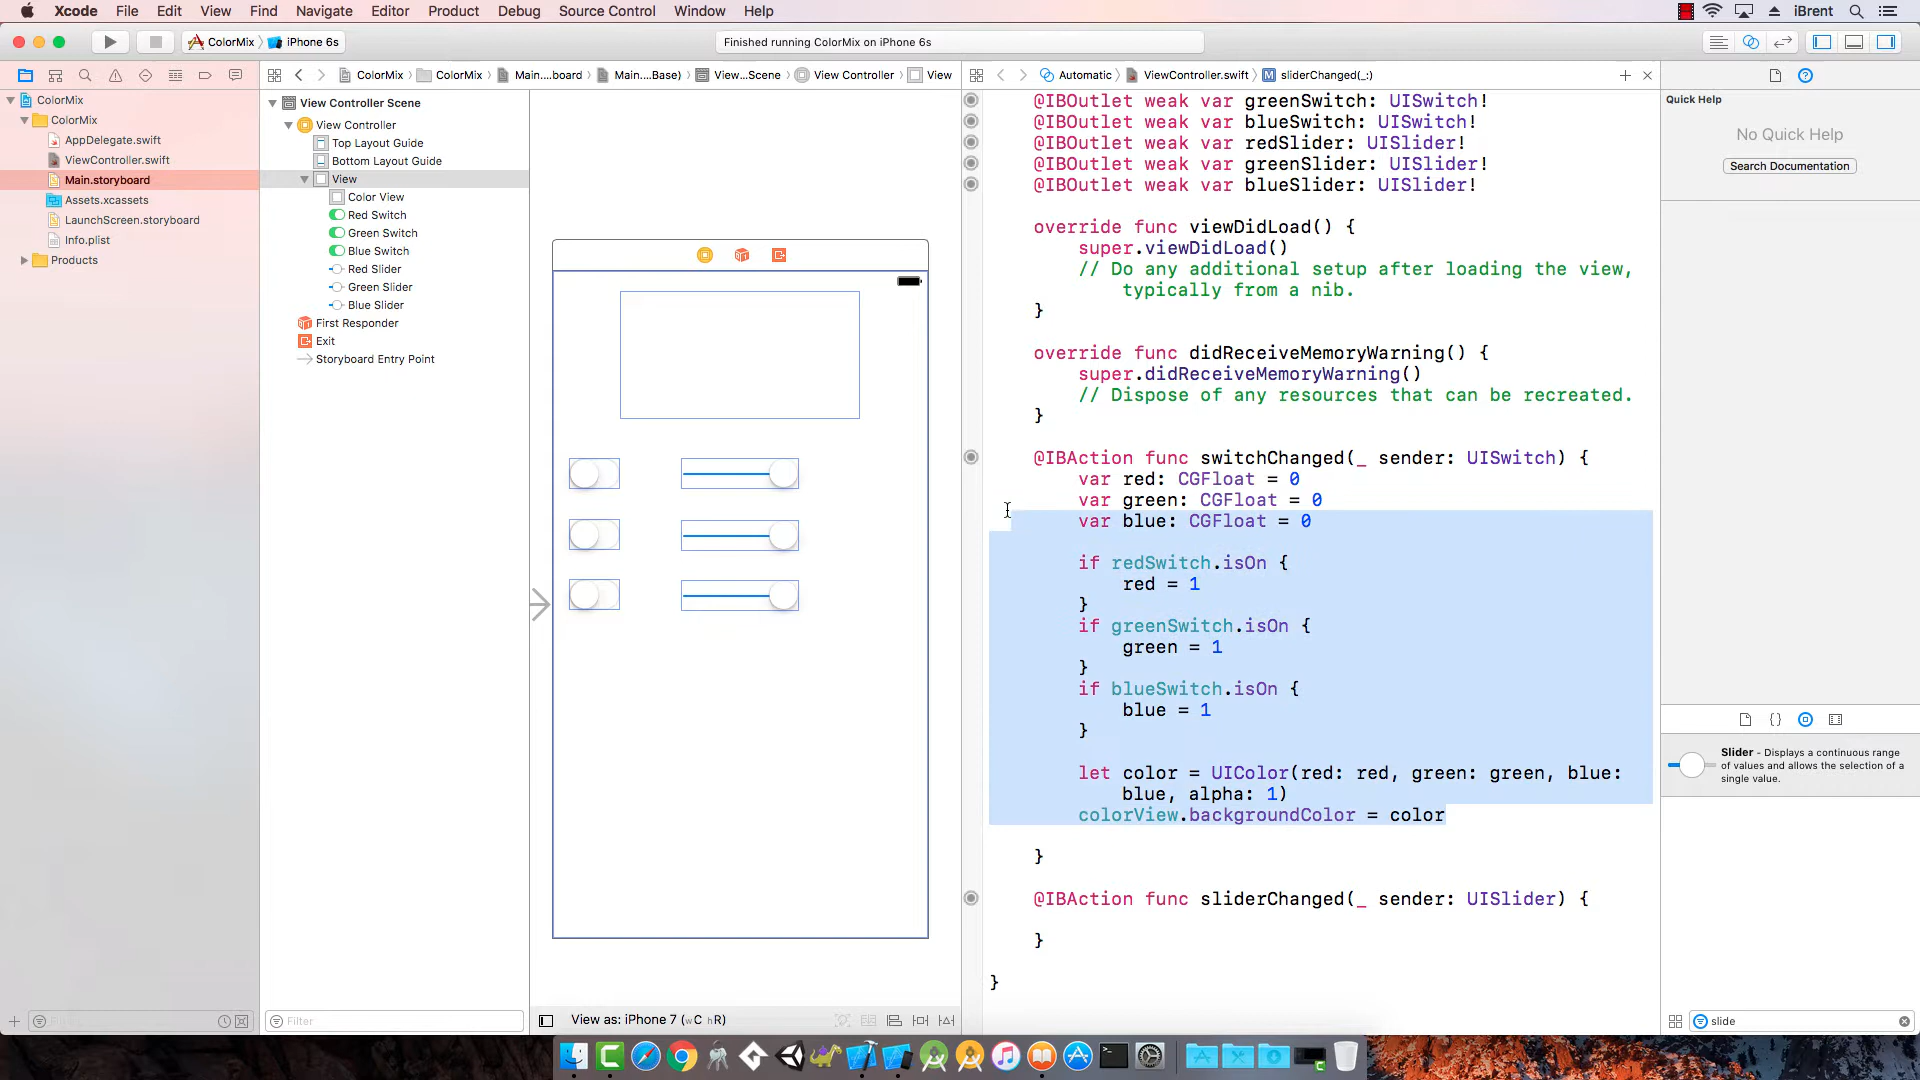 Xcode File Edit View Find Navigate Editor Product Debug Source Control Window Help
iBrent
ColorMix iPhone 6s
Finished running ColorMix on iPhone 6s
ColorMix ColorMix Main....board Main....Base) View...Scene View Controller View
Automatic ViewController.swift M sliderChanged(_:)
ColorMix
ColorMix
AppDelegate.swift
ViewController.swift
Main.storyboard
Assets.xcassets
LaunchScreen.storyboard
Info.plist
Products
View Controller Scene
View Controller
Top Layout Guide
Bottom Layout Guide
View
Color View
Red Switch
Green Switch
Blue Switch
Red Slider
Green Slider
Blue Slider
First Responder
Exit
Storyboard Entry Point
Filter
View as: iPhone 7 (wC hR)
@IBOutlet weak var greenSwitch: UISwitch!
@IBOutlet weak var blueSwitch: UISwitch!
@IBOutlet weak var redSlider: UISlider!
@IBOutlet weak var greenSlider: UISlider!
@IBOutlet weak var blueSlider: UISlider!
override func viewDidLoad() {
super.viewDidLoad()
// Do any additional setup after loading the view,
typically from a nib.
}
override func didReceiveMemoryWarning() {
super.didReceiveMemoryWarning()
// Dispose of any resources that can be recreated.
}
@IBAction func switchChanged(_ sender: UISwitch) {
var red: CGFloat = 0
var green: CGFloat = 0
var blue: CGFloat = 0
if redSwitch.isOn {
red = 1
}
if greenSwitch.isOn {
green = 1
}
if blueSwitch.isOn {
blue = 1
}
let color = UIColor(red: red, green: green, blue:
blue, alpha: 1)
colorView.backgroundColor = color
}
@IBAction func sliderChanged(_ sender: UISlider) {
}
}
Quick Help
No Quick Help
Search Documentation
Slider - Displays a continuous range
of values and allows the selection of a
single value.
slide